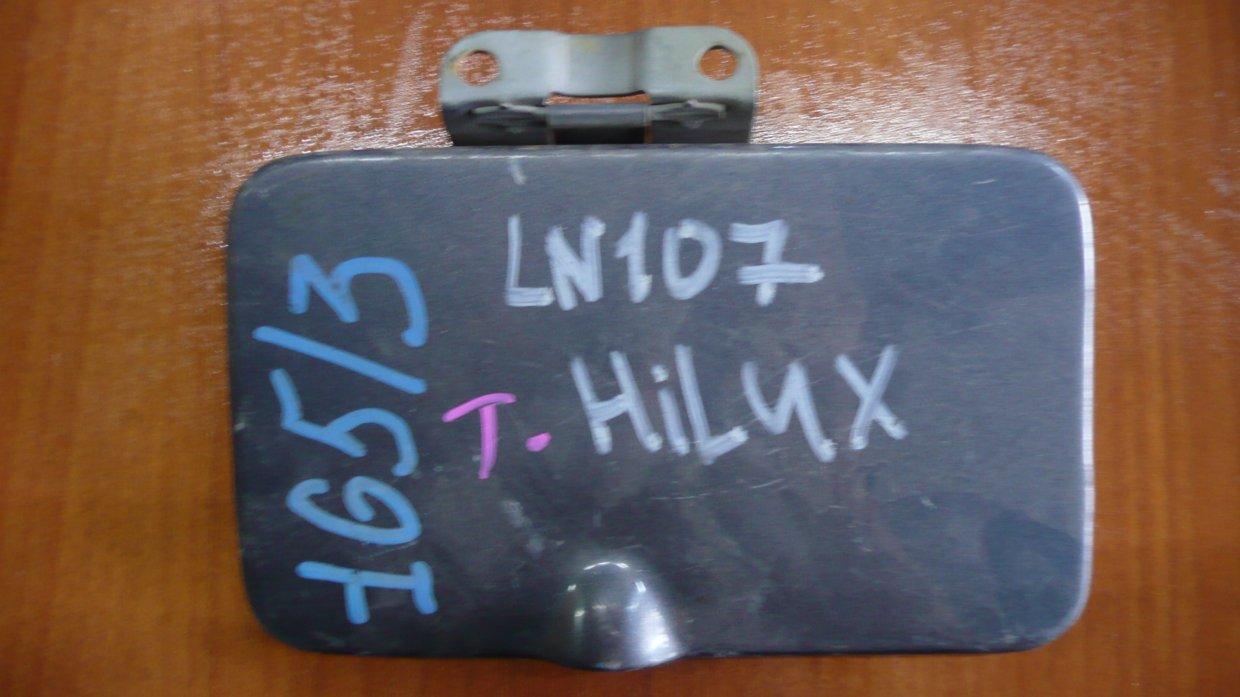 LN107
T. HiLUX
165/3